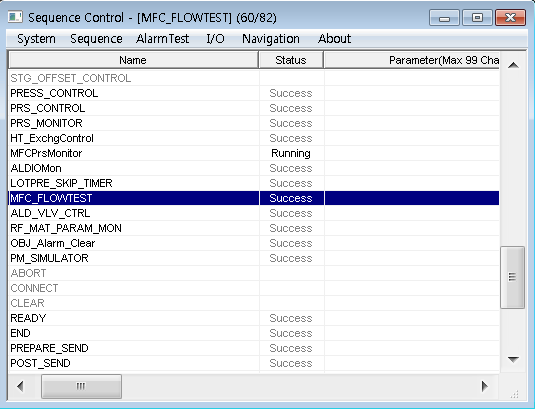 Sequence Control - [MFC_FLOWTEST] (60/82)
System Sequence AlarmTest I/O Navigation About
Name Status Parameter(Max 99 Cha
STG_OFFSET_CONTROL
PRESS_CONTROL Success
PRS_CONTROL Success
PRS_MONITOR Success
HT_ExchgControl Success
MFCPrsMonitor Running
ALDIOMon Success
LOTPRE_SKIP_TIMER Success
MFC_FLOWTEST Success
ALD_VLV_CTRL Success
RF_MAT_PARAM_MON Success
OBJ_Alarm_Clear Success
PM_SIMULATOR Success
ABORT
CONNECT
CLEAR
READY Success
END Success
PREPARE_SEND Success
POST_SEND Success